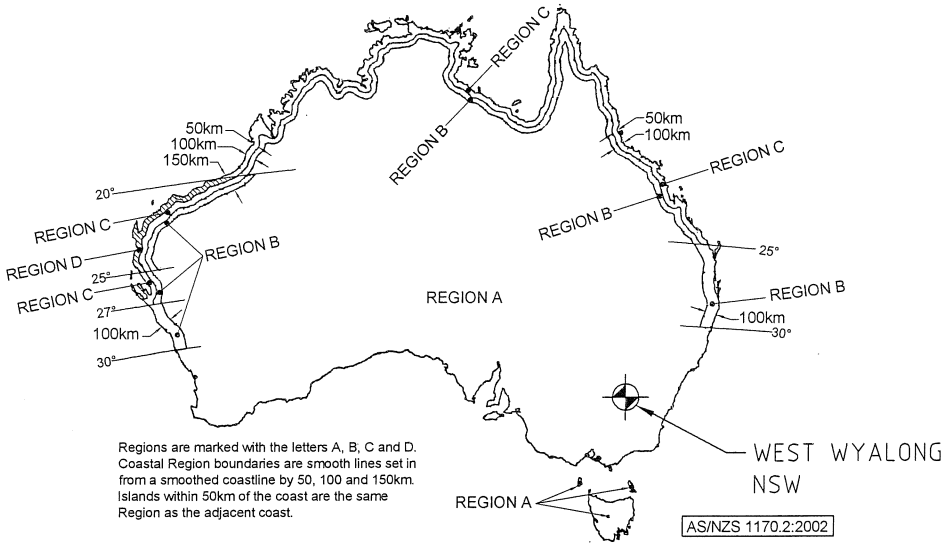 REGION C
REGION B
50km
100km
150km
20°
REGION C
REGION D
25°
REGION C
27°
100km
30°
REGION B
REGION A
50km
100km
REGION C
REGION B
25°
REGION B
100km
30°
Regions are marked with the letters A, B, C and D.
Coastal Region boundaries are smooth lines set in
from a smoothed coastline by 50, 100 and 150km.
Islands within 50km of the coast are the same
Region as the adjacent coast.
REGION A
WEST WYALONG
NSW
AS/NZS 1170.2:2002